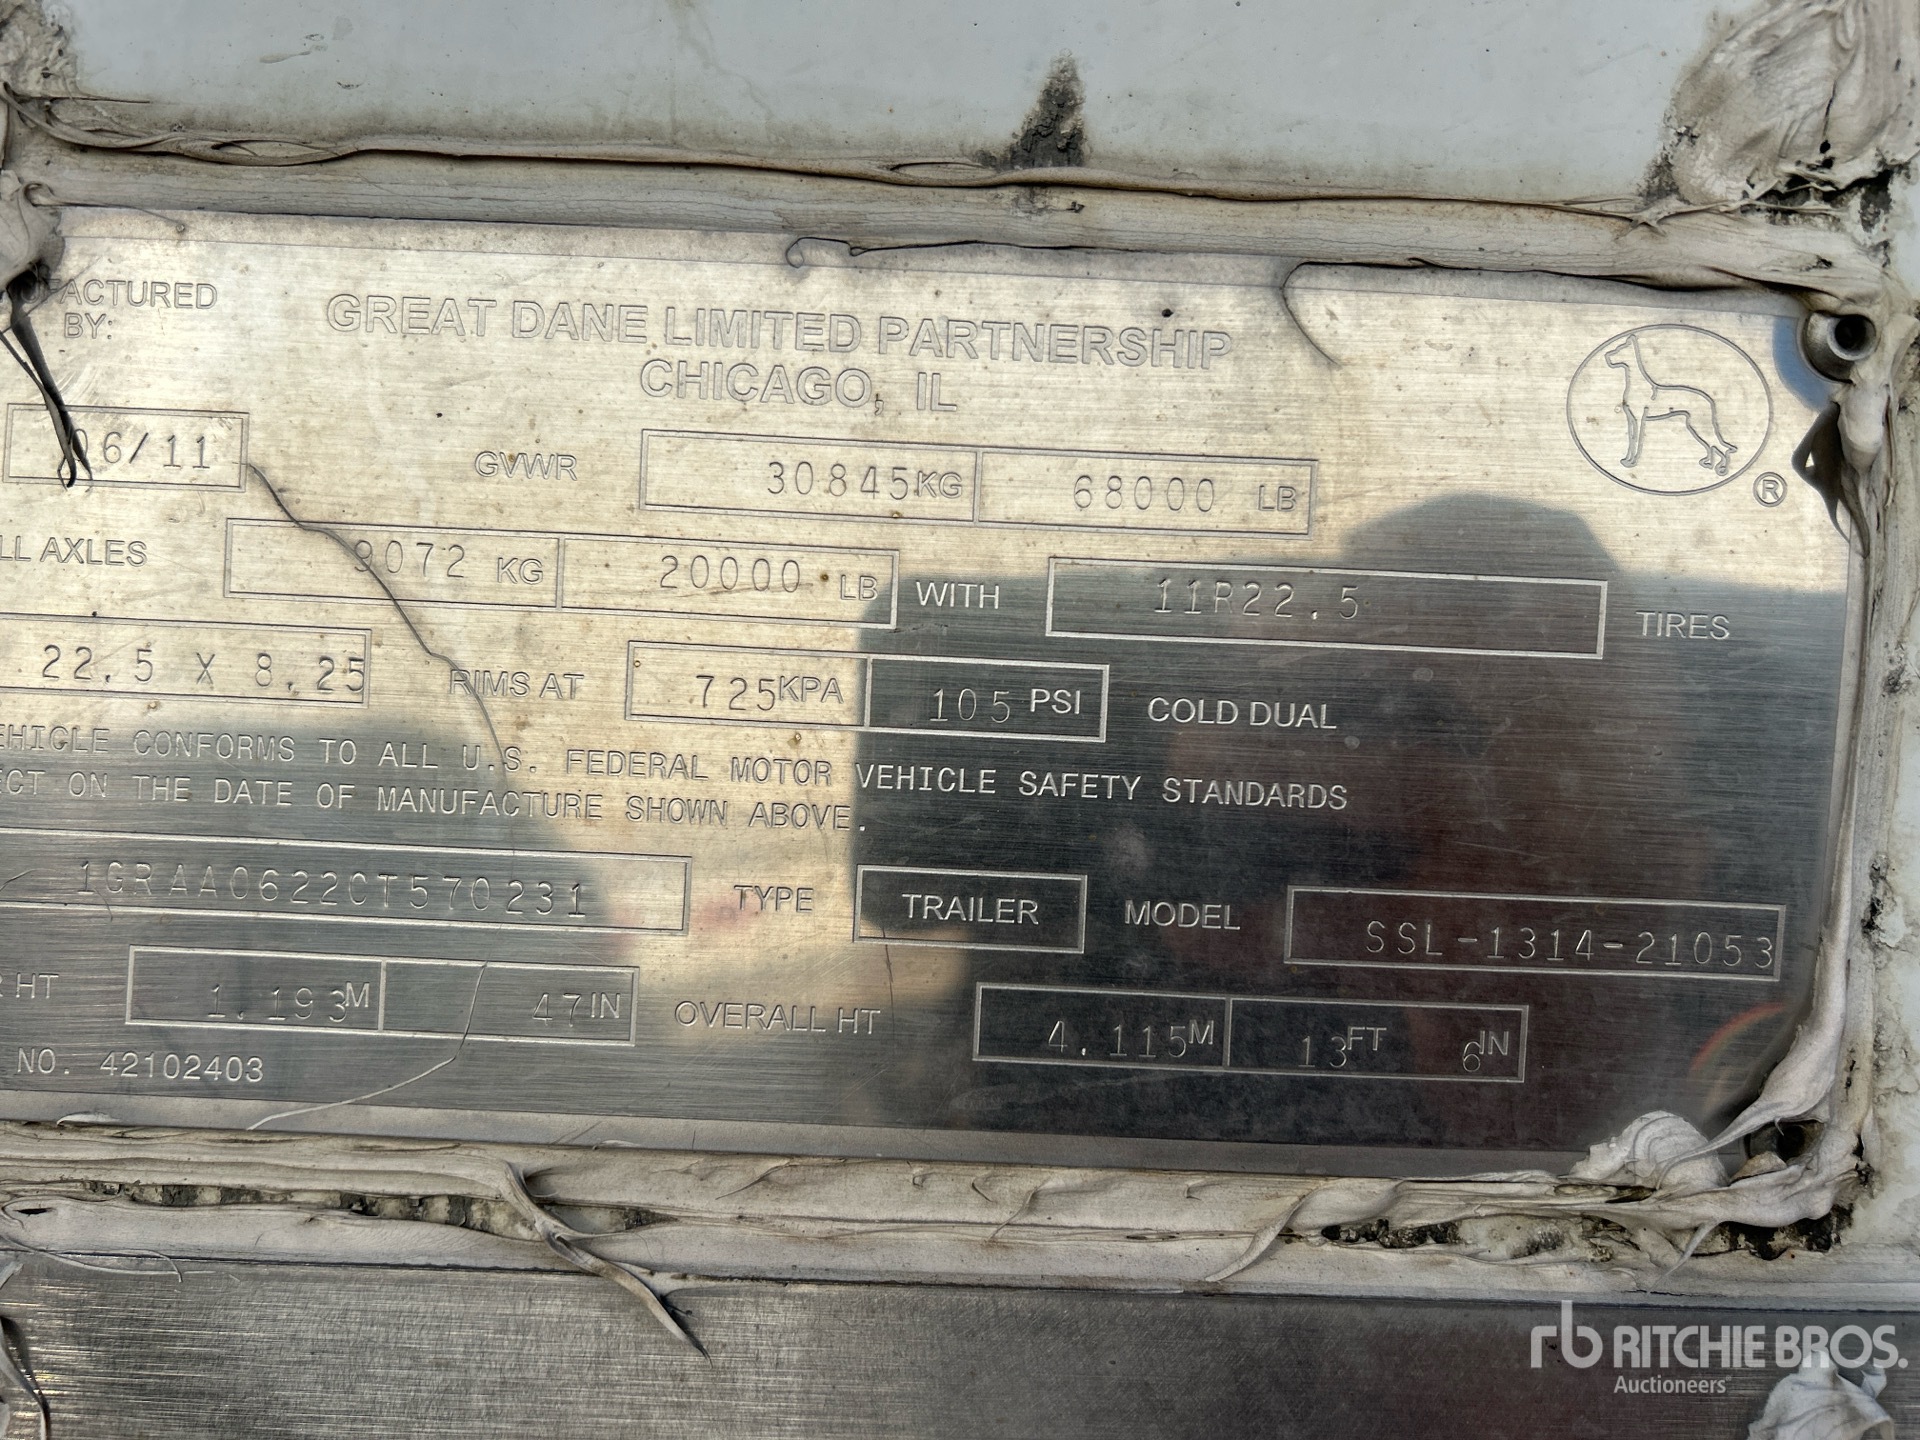 UFACTURED BY: GREAT DANE LIMITED PARTNERSHIP
CHICAGO, IL
06/11 GVWR 30845KG 68000 LB ®
LL AXLES 9072 KG 20000 LB WITH 11R22.5 TIRES
22.5 X 8.25 RIMS AT 725KPA 105 PSI COLD DUAL
EHICLE CONFORMS TO ALL U.S. FEDERAL MOTOR VEHICLE SAFETY STANDARDS
ECT ON THE DATE OF MANUFACTURE SHOWN ABOVE.
1GRAA0622CT570231 TYPE TRAILER MODEL SSL-1314-21053
R HT 1.193M 47IN OVERALL HT 4.115M 13FT 6IN
NO. 42102403
rb RITCHIE BROS.
Auctioneers